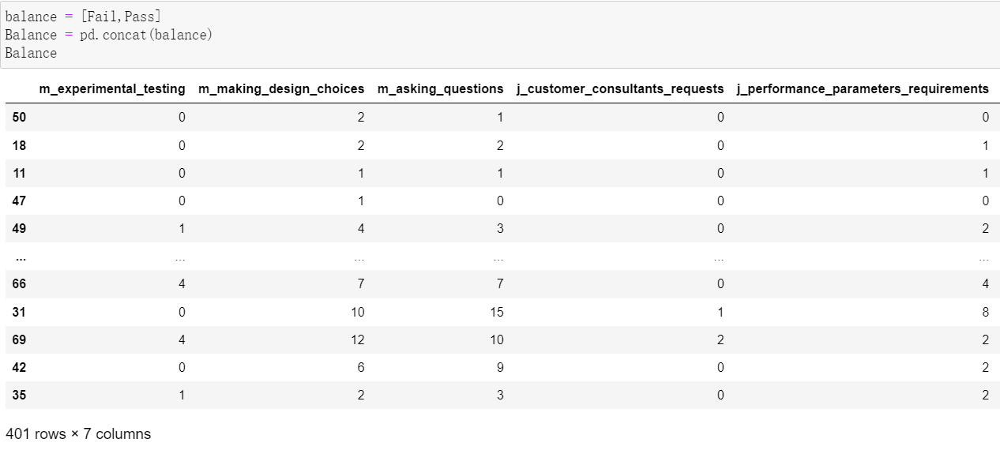 balance = [Fail,Pass]
Balance = pd.concat(balance)
Balance
m_experimental_testing m_making_design_choices m_asking_questions j_customer_consultants_requests j_performance_parameters_requirements
50 0 2 1 0 0
18 0 2 2 0 1
11 0 1 1 0 1
47 0 1 0 0 0
49 1 4 3 0 2
... ... ... ... ... ...
66 4 7 7 0 4
31 0 10 15 1 8
69 4 12 10 2 2
42 0 6 9 0 2
35 1 2 3 0 2
401 rows × 7 columns